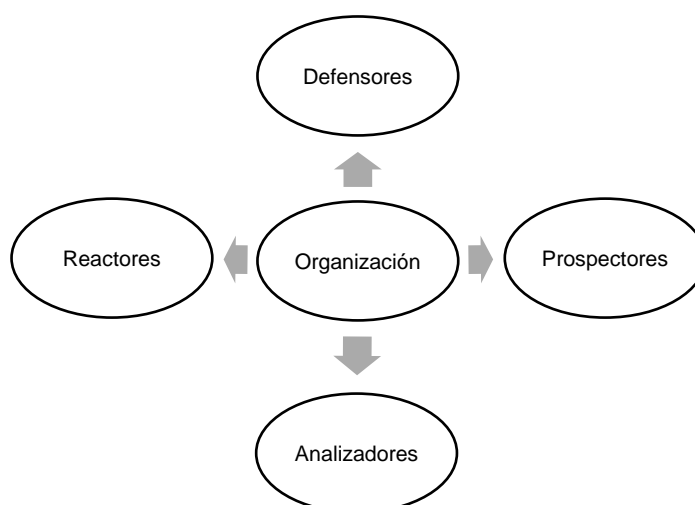 Defensores
Reactores
Organización
Prospectores
Analizadores